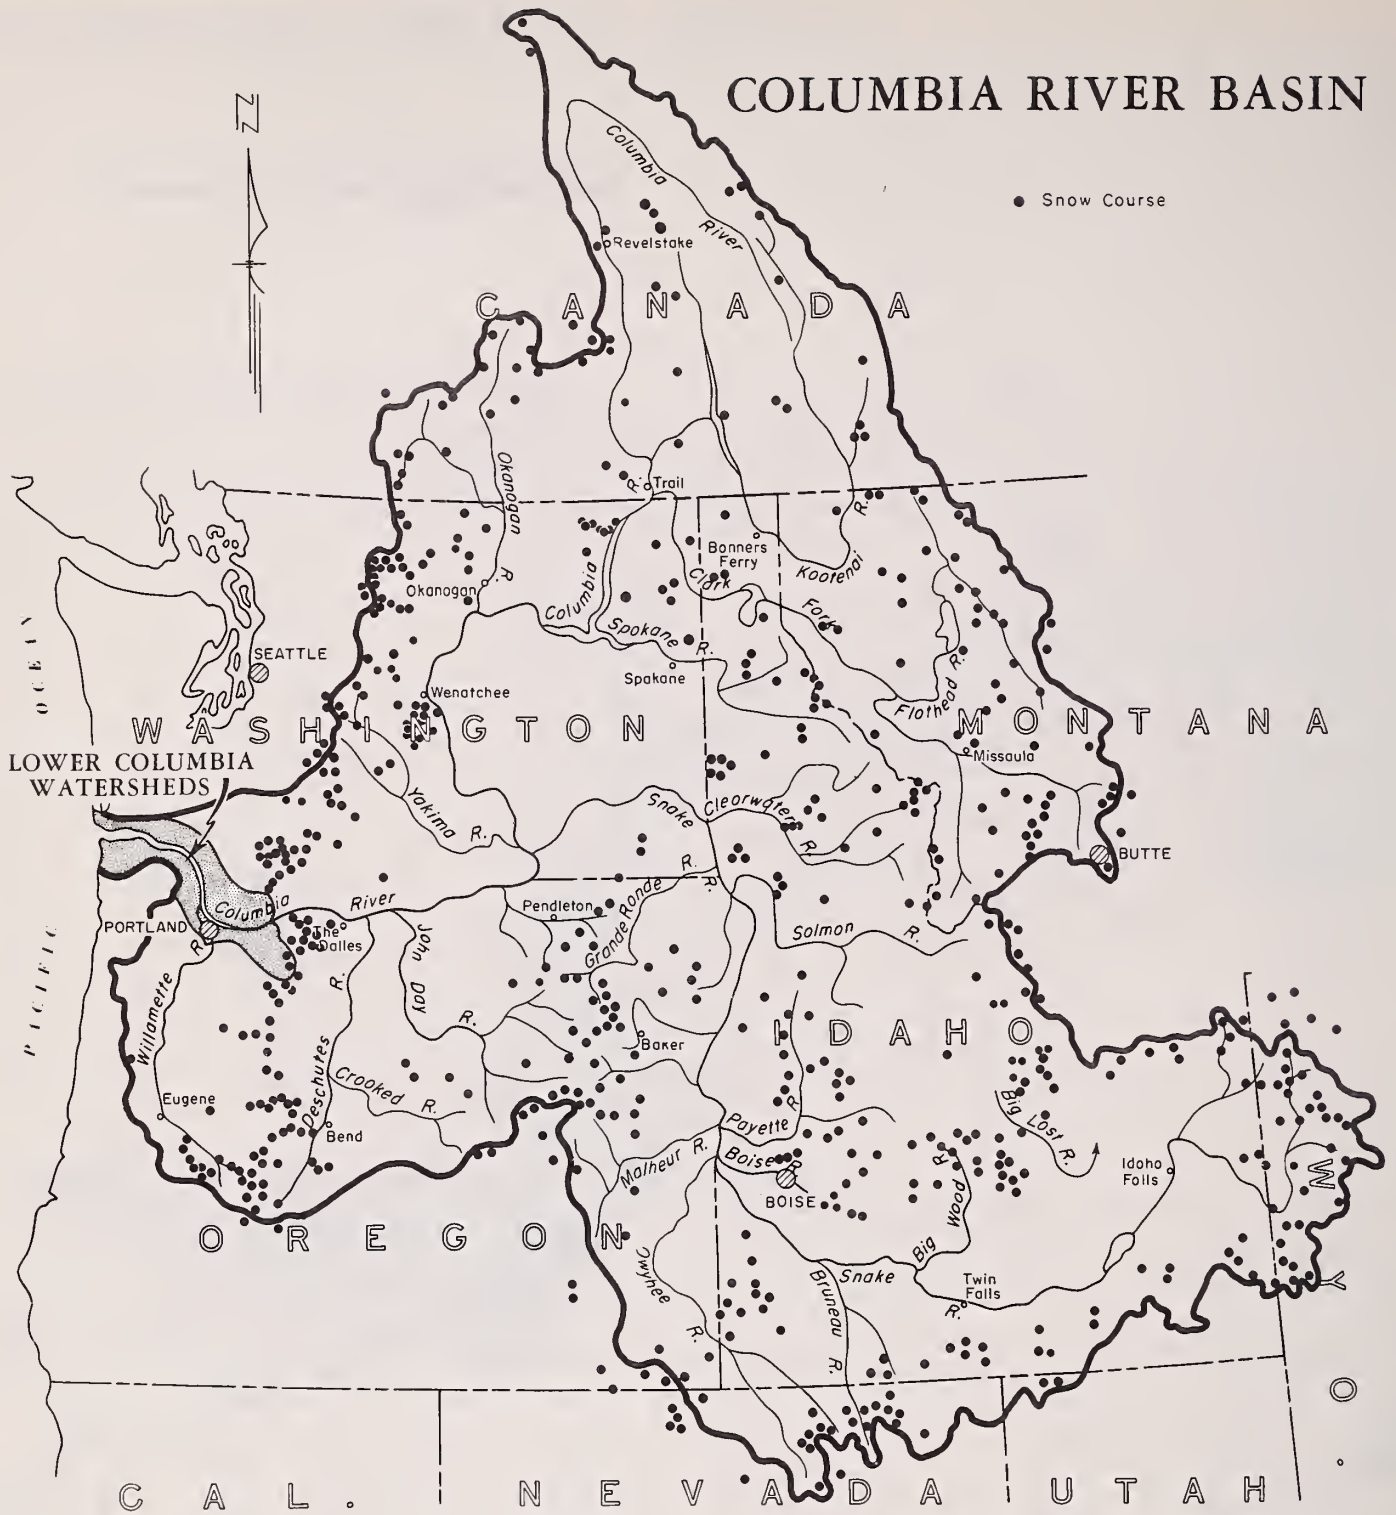 COLUMBIA RIVER BASIN
N
Snow Course
Columbia
River
Revelstake
CANADA
Okanogan
R.
Trail
R.
R.
Bonners
Ferry
Kootenai
Okanogan
Columbia
Clark
Fork
Spokane
R.
Spokane
Flathead R.
OCEAN
SEATTLE
Wenatchee
WASHINGTON
MONTANA
Missoula
LOWER COLUMBIA
WATERSHEDS
Yakima
R.
Snake
R.
Clearwater
R.
BUTTE
Columbia
River
PORTLAND
The
Dalles
Pendleton
Grande Ronde
R.
Salmon
R.
PACIFIC
Willamette
R.
R.
Deschutes
John
Day
R.
IDAHO
Baker
Eugene
Crooked
R.
Bend
Payette
R.
Big
Lost
R.
Malheur R.
Boise
R.
BOISE
Big
Wood
R.
Idaho
Falls
W
OREGON
Owyhee
R.
Snake
R.
Bruneau
R.
Twin
Falls
Y
O
.
CAL.
NEVADA
UTAH